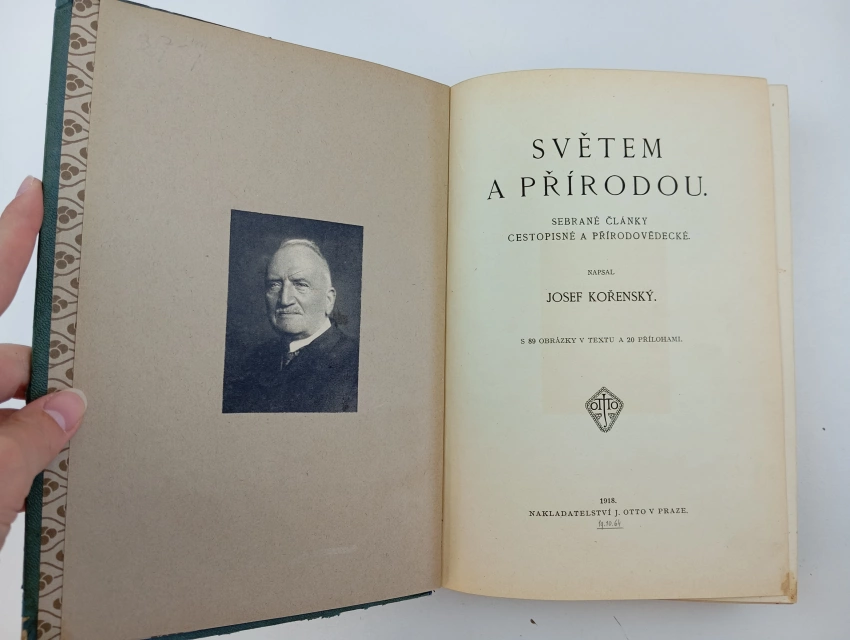 SVĚTEM
A PŘÍRODOU.
SEBRANÉ ČLÁNKY
CESTOPISNÉ A PŘÍRODOVĚDECKÉ.
NAPSAL
JOSEF KOŘENSKÝ.
S 89 OBRÁZKY V TEXTU A 20 PŘÍLOHAMI.
OTTO
1918.
NAKLADATELSTVÍ J. OTTO V PRAZE.